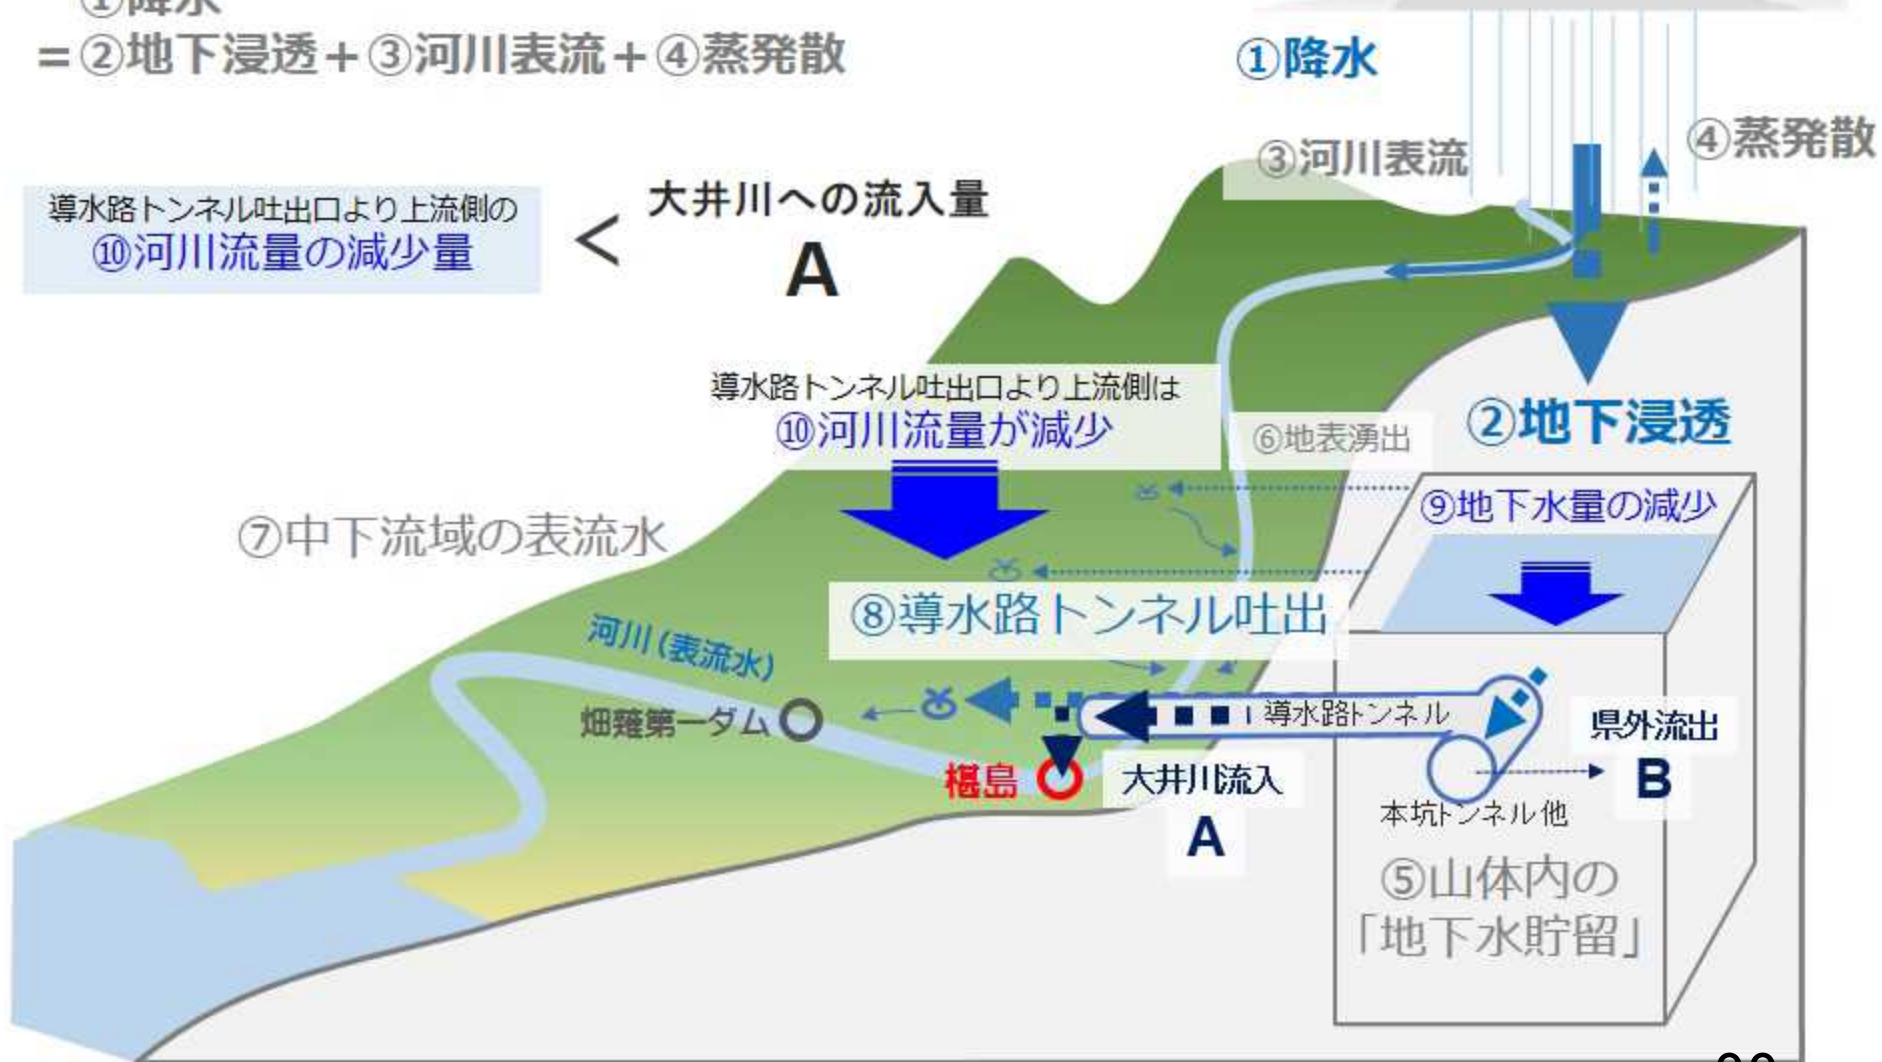 ①降水
=②地下浸透+③河川表流+④蒸発散
①降水
④蒸発散
③河川表流
導水路トンネル吐出口より上流側の
⑩河川流量の減少量
<
大井川への流入量
A
導水路トンネル吐出口より上流側は
⑩河川流量が減少
⑥地表湧出
②地下浸透
⑨地下水量の減少
⑦中下流域の表流水
⑧導水路トンネル吐出
河川(表流水)
畑薙第一ダム
導水路トンネル
県外流出
B
椹島
大井川流入
A
本坑トンネル他
⑤山体内の
「地下水貯留」